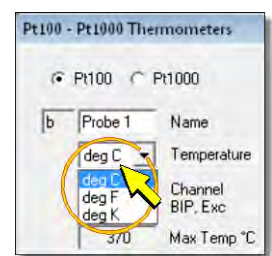 Pt100 - Pt1000 Thermometers
Pt100 Pt1000
b Probe 1 Name
deg C Temperature
deg C
deg F
deg K
Channel
BIP, Exc
370 Max Temp °C